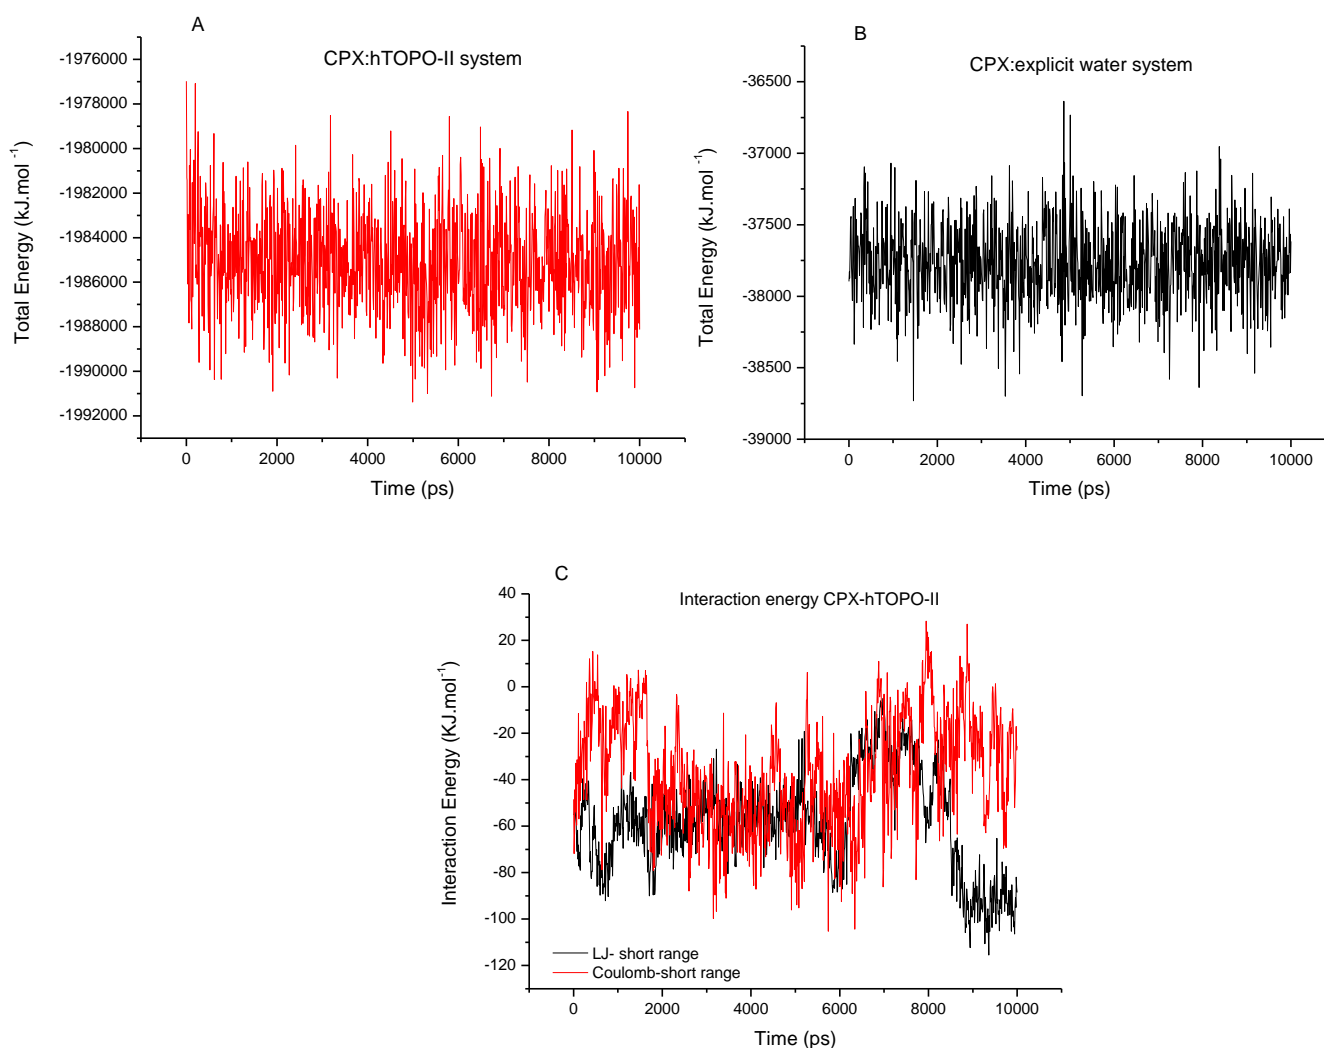 A
CPX:hTOPO-II system
-1976000
-1978000
-1980000
-1982000
-1984000
-1986000
-1988000
-1990000
-1992000
Total Energy (kJ.mol -1)
0 2000 4000 6000 8000 10000
Time (ps)
B
CPX:explicit water system
-36500
-37000
-37500
-38000
-38500
-39000
Total Energy (kJ.mol -1)
0 2000 4000 6000 8000 10000
Time (ps)
C
Interaction energy CPX-hTOPO-II
40
20
0
-20
-40
-60
-80
-100
-120
Interaction Energy (KJ.mol-1)
LJ- short range
Coulomb-short range
0 2000 4000 6000 8000 10000
Time (ps)